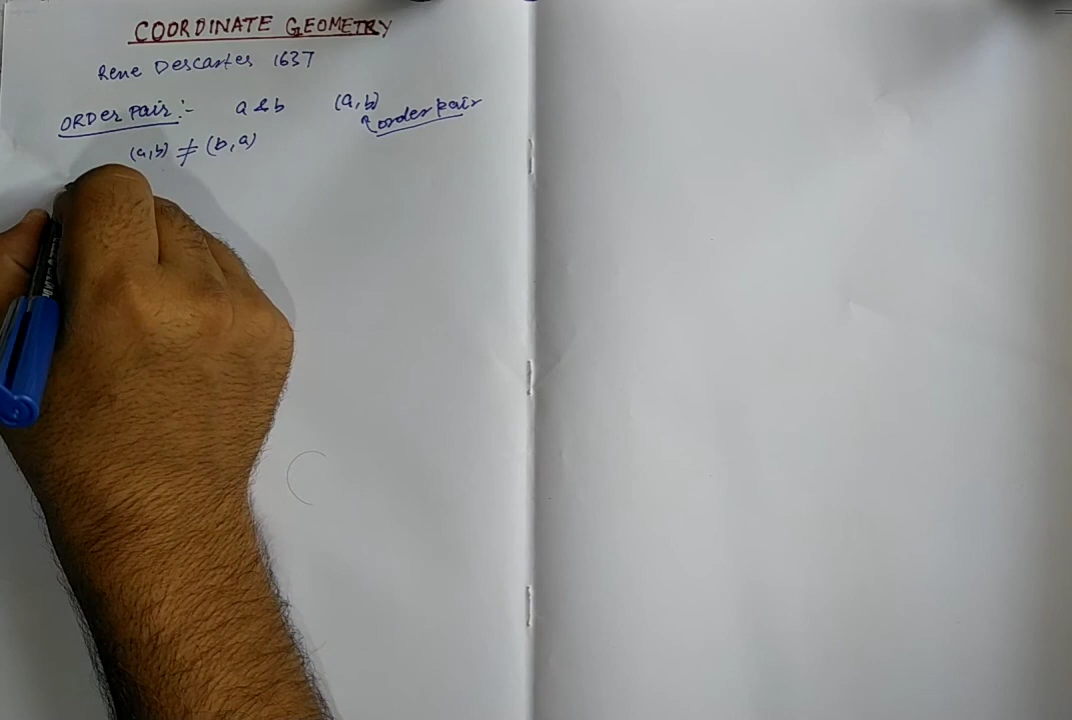 COORDINATE GEOMETRY
Rene Descartes 1637
ORDer Pair :- a & b (a, b)
order pair
(a, b) ≠ (b, a)